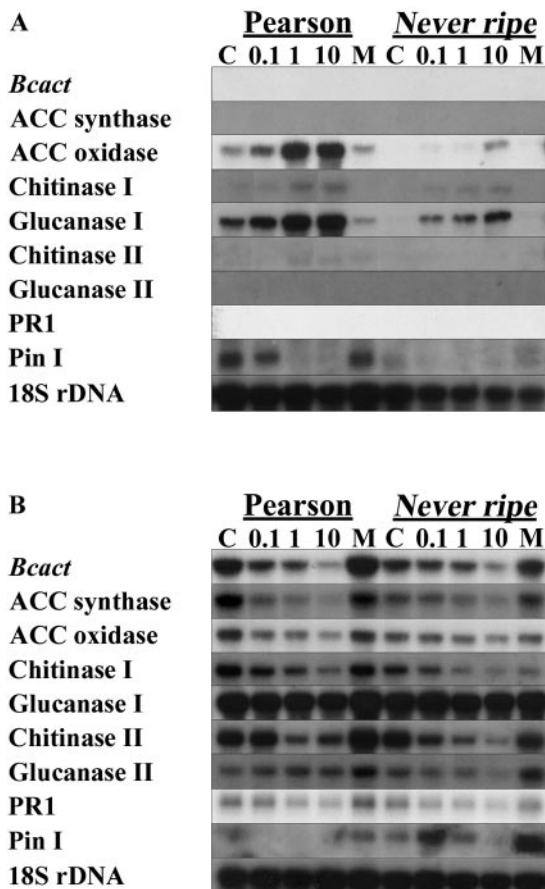 A
Pearson Never ripe
C 0.1 1 10 M C 0.1 1 10 M
Bcact
ACC synthase
ACC oxidase
Chitinase I
Glucanase I
Chitinase II
Glucanase II
PR1
Pin I
18S rDNA
B
Pearson Never ripe
C 0.1 1 10 M C 0.1 1 10 M
Bcact
ACC synthase
ACC oxidase
Chitinase I
Glucanase I
Chitinase II
Glucanase II
PR1
Pin I
18S rDNA